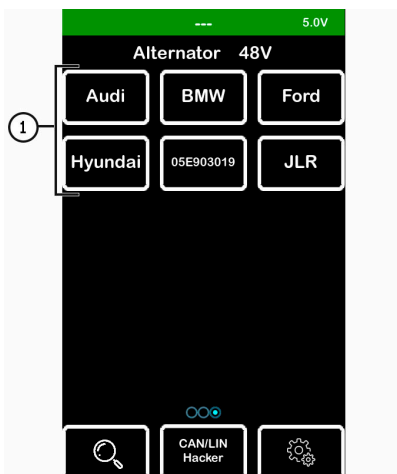 --- 5.0V
Alternator 48V
Audi BMW Ford
1
Hyundai 05E903019 JLR
CAN/LIN
Hacker